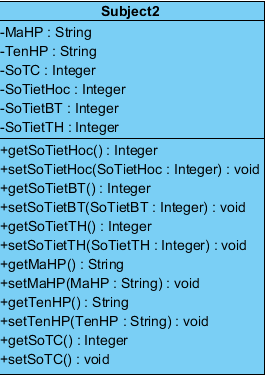 Subject2
-MaHP : String
-TenHP : String
-SoTC : Integer
-SoTietHoc : Integer
-SoTietBT : Integer
-SoTietTH : Integer
+getSoTietHoc() : Integer
+setSoTietHoc(SoTietHoc : Integer) : void
+getSoTietBT() : Integer
+setSoTietBT(SoTietBT : Integer) : void
+getSoTietTH() : Integer
+setSoTietTH(SoTietTH : Integer) : void
+getMaHP() : String
+setMaHP(MaHP : String) : void
+getTenHP() : String
+setTenHP(TenHP : String) : void
+getSoTC() : Integer
+setSoTC() : void